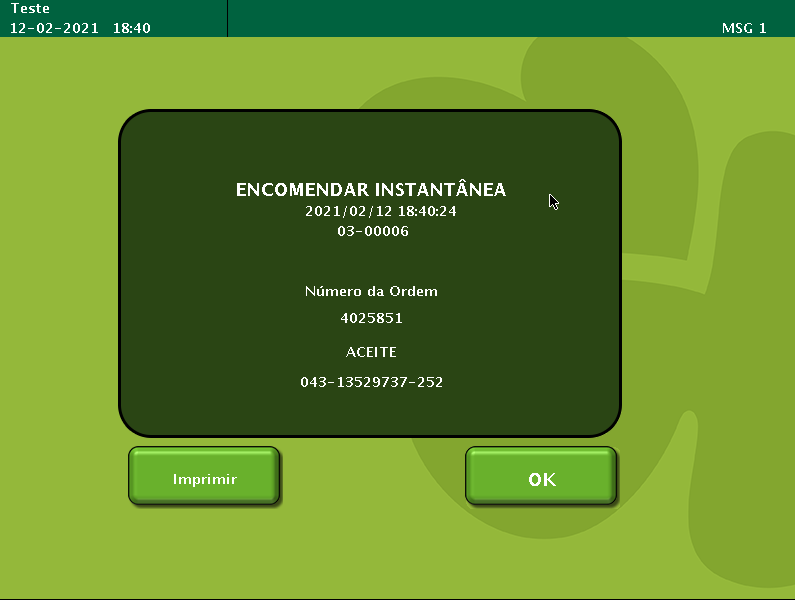 Teste
12-02-2021 18:40
MSG 1
ENCOMENDAR INSTANTÂNEA
2021/02/12 18:40:24
03-00006
Número da Ordem
4025851
ACEITE
043-13529737-252
Imprimir
OK